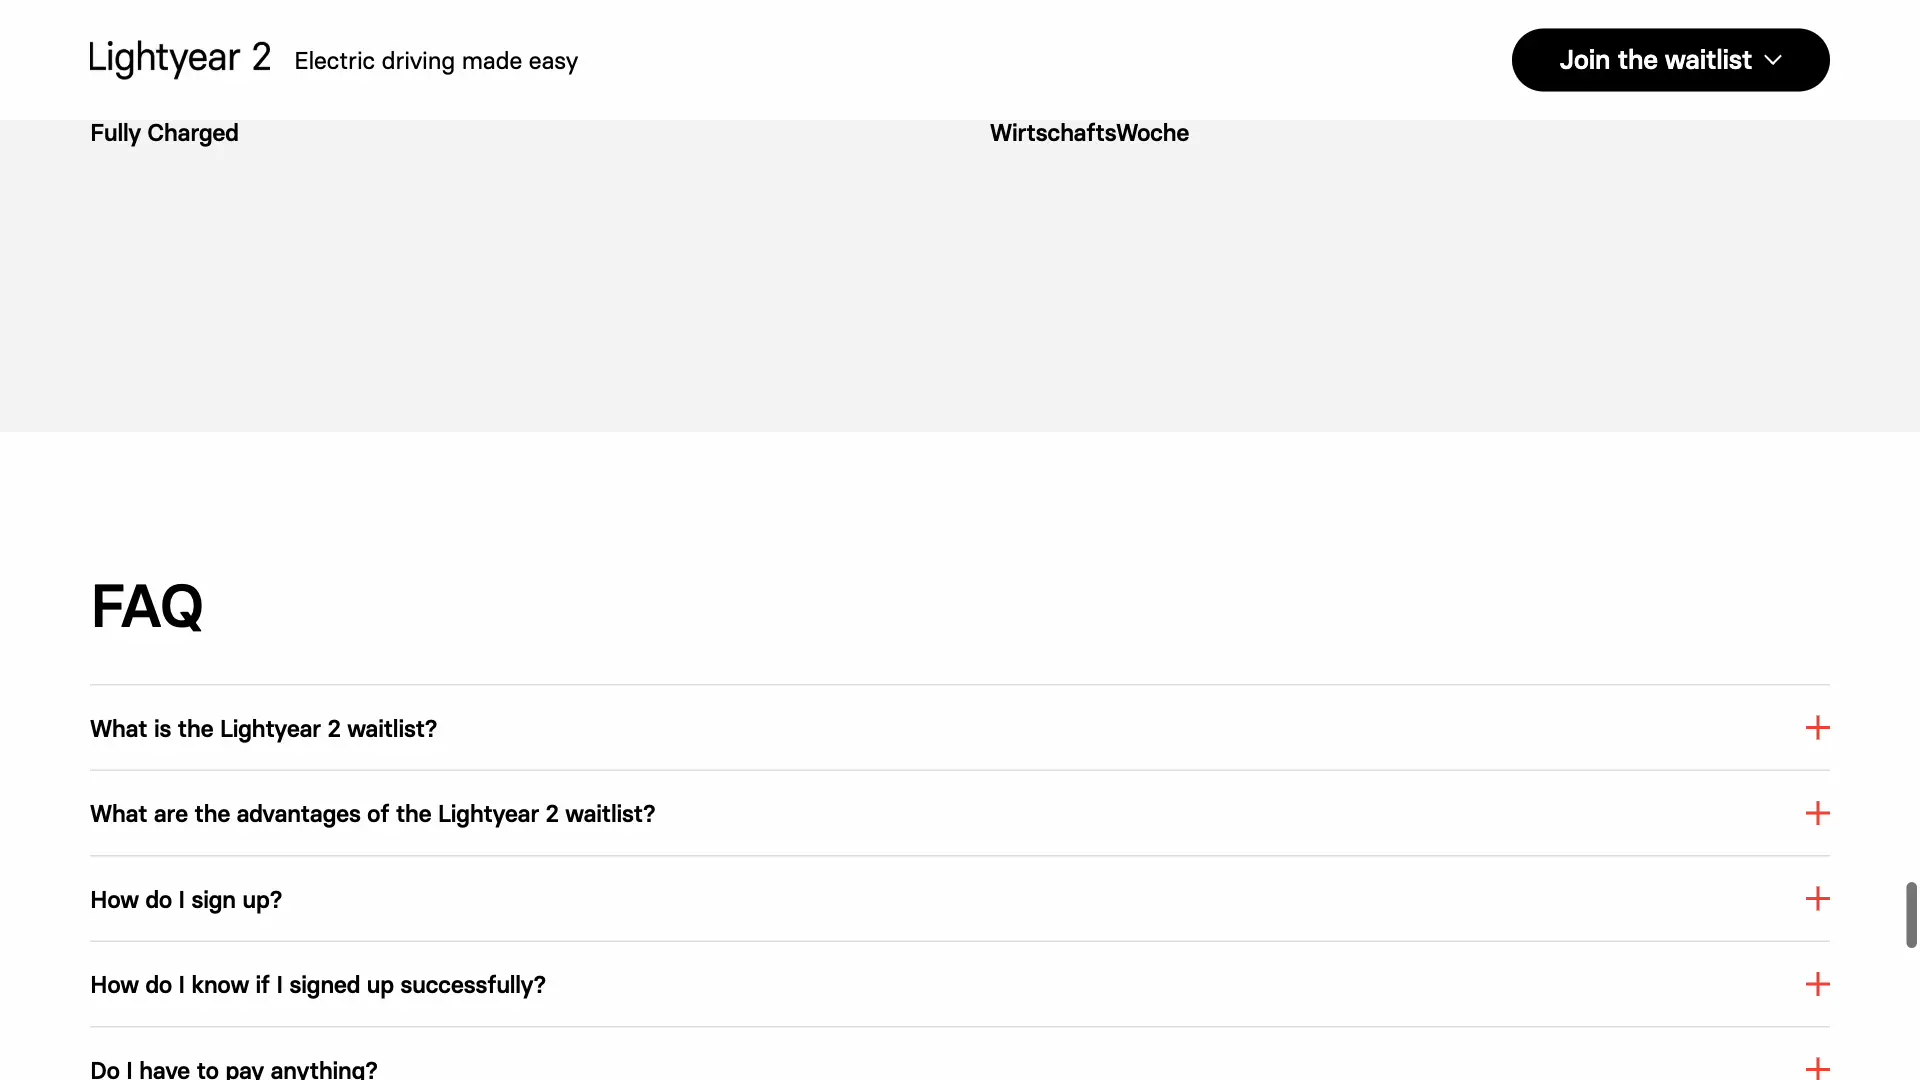 Lightyear 2
Electric driving made easy
Join the waitlist
Fully Charged
WirtschaftsWoche
FAQ
What is the Lightyear 2 waitlist?
What are the advantages of the Lightyear 2 waitlist?
How do I sign up?
How do I know if I signed up successfully?
Do I have to pay anything?